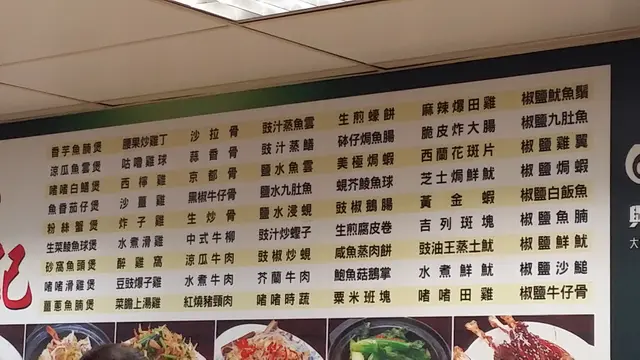 香芋魚腩煲 腰果炒雞丁 沙拉骨 豉汁蒸魚雲 生煎蠔餅 麻辣爆田雞 椒鹽魷魚鬚
涼瓜魚雲煲 咕嚕雞球 蒜香骨 豉汁蒸鱔 砵仔焗魚腸 脆皮炸大腸 椒鹽九肚魚
啫啫白鱔煲 西檸雞 京都骨 鹽水魚雲 美極焗蝦 西蘭花斑片 椒鹽雞翼
魚香茄仔煲 沙薑雞 黑椒牛仔骨 鹽水九肚魚 蜆芥鯪魚球 芝士焗鮮魷 椒鹽焗蝦
粉絲蟹煲 炸子雞 生炒骨 鹽水浸蜆 豉椒鵝腸 黃金蝦 椒鹽白飯魚
生菜鯪魚球煲 水煮滑雞 中式牛柳 豉汁炒蟶子 生煎腐皮卷 吉列斑塊 椒鹽魚腩
砂窩魚頭煲 醉雞窩 涼瓜牛肉 豉椒炒蜆 咸魚蒸肉餅 豉油王蒸土魷 椒鹽鮮魷
啫啫滑雞煲 豆豉爆雞 水煮牛肉 芥蘭牛肉 鮑魚菇鵝掌 水煮鮮魷 椒鹽沙鎚
薑蔥魚腩煲 菜膽上湯雞 紅燒豬頸肉 啫啫時蔬 粟米斑塊 啫啫田雞 椒鹽牛仔骨
記
興
大